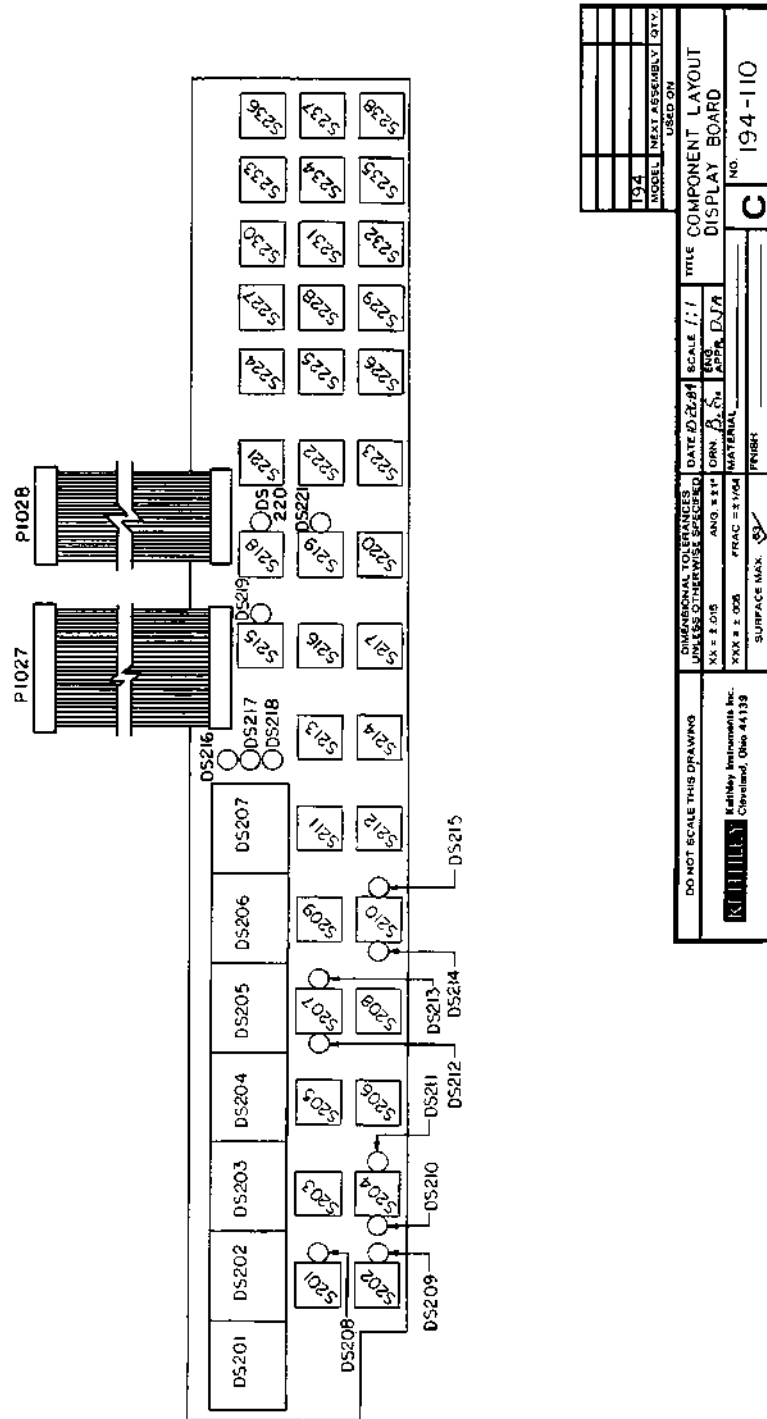 P1028
P1027
S236
S237
S238
S233
S234
S235
S230
S231
S232
S227
S228
S229
S224
S225
S226
S221
S222
S223
DS
220
DS221
S218
S219
S220
DS219
S215
S216
S217
DS216
DS217
DS218
S213
S214
DS207
S211
S212
DS215
DS206
S209
S210
DS214
DS205
DS213
S207
S208
DS212
DS204
S205
S206
DS211
DS203
S203
S204
DS210
DS202
S201
S202
DS209
DS208
DS201
194
MODEL NEXT ASSEMBLY QTY.
USED ON
DO NOT SCALE THIS DRAWING
KEITHLEY
Keithley Instruments Inc.
Cleveland, Ohio 44139
DIMENSIONAL TOLERANCES
UNLESS OTHERWISE SPECIFIED
XX = ± .015 ANG. = ± 1°
XXX = ± .005 FRAC = ± 1/64
SURFACE MAX. 63
DATE SCALE 1:1
DRN. ENG. APPR.
MATERIAL
FINISH
TITLE COMPONENT LAYOUT
DISPLAY BOARD
C NO. 194-110